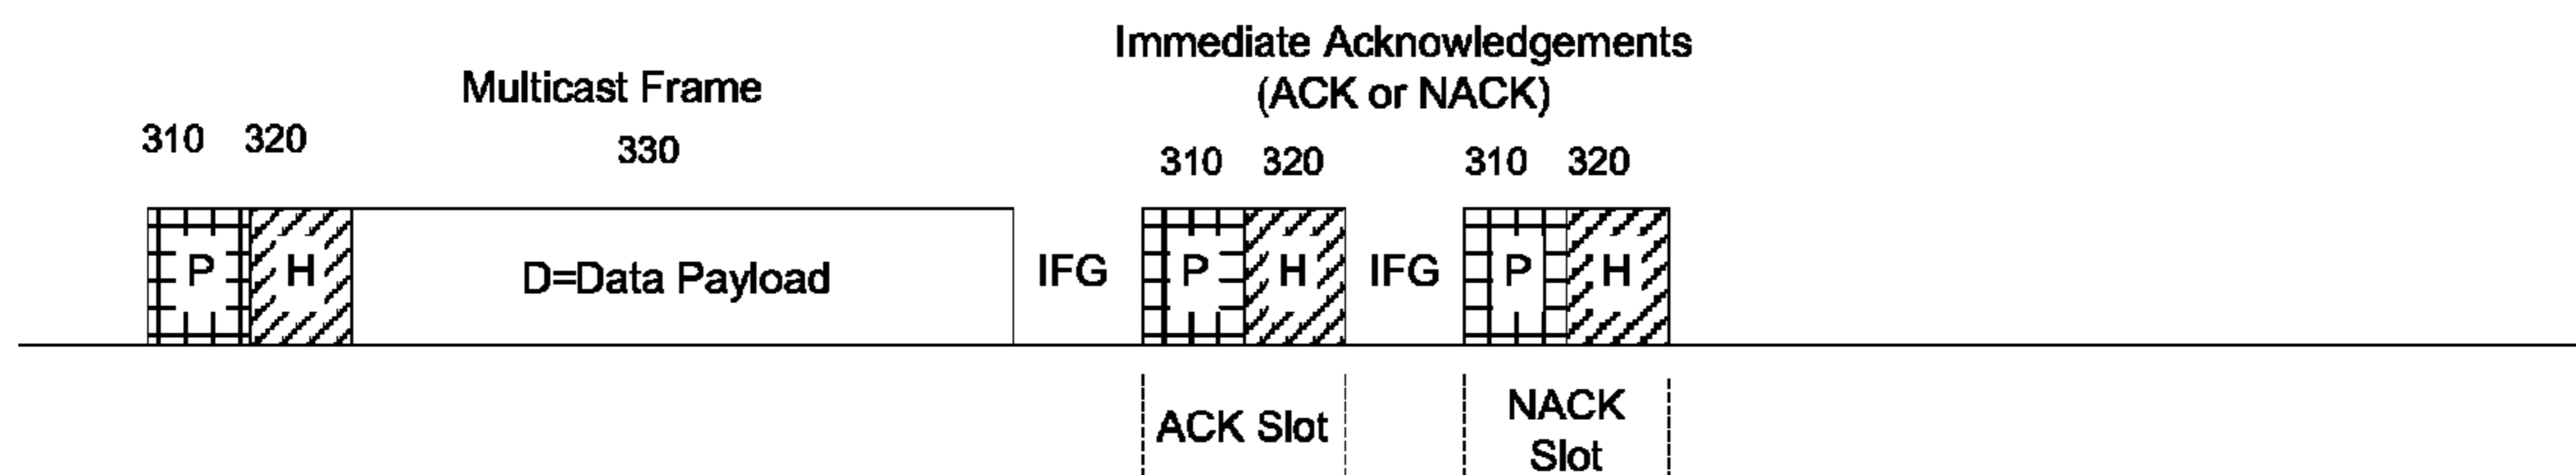 Immediate Acknowledgements
(ACK or NACK)
Multicast Frame
310 320 330 310 320 310 320
P H D=Data Payload IFG P H IFG P H
ACK Slot
NACK
Slot